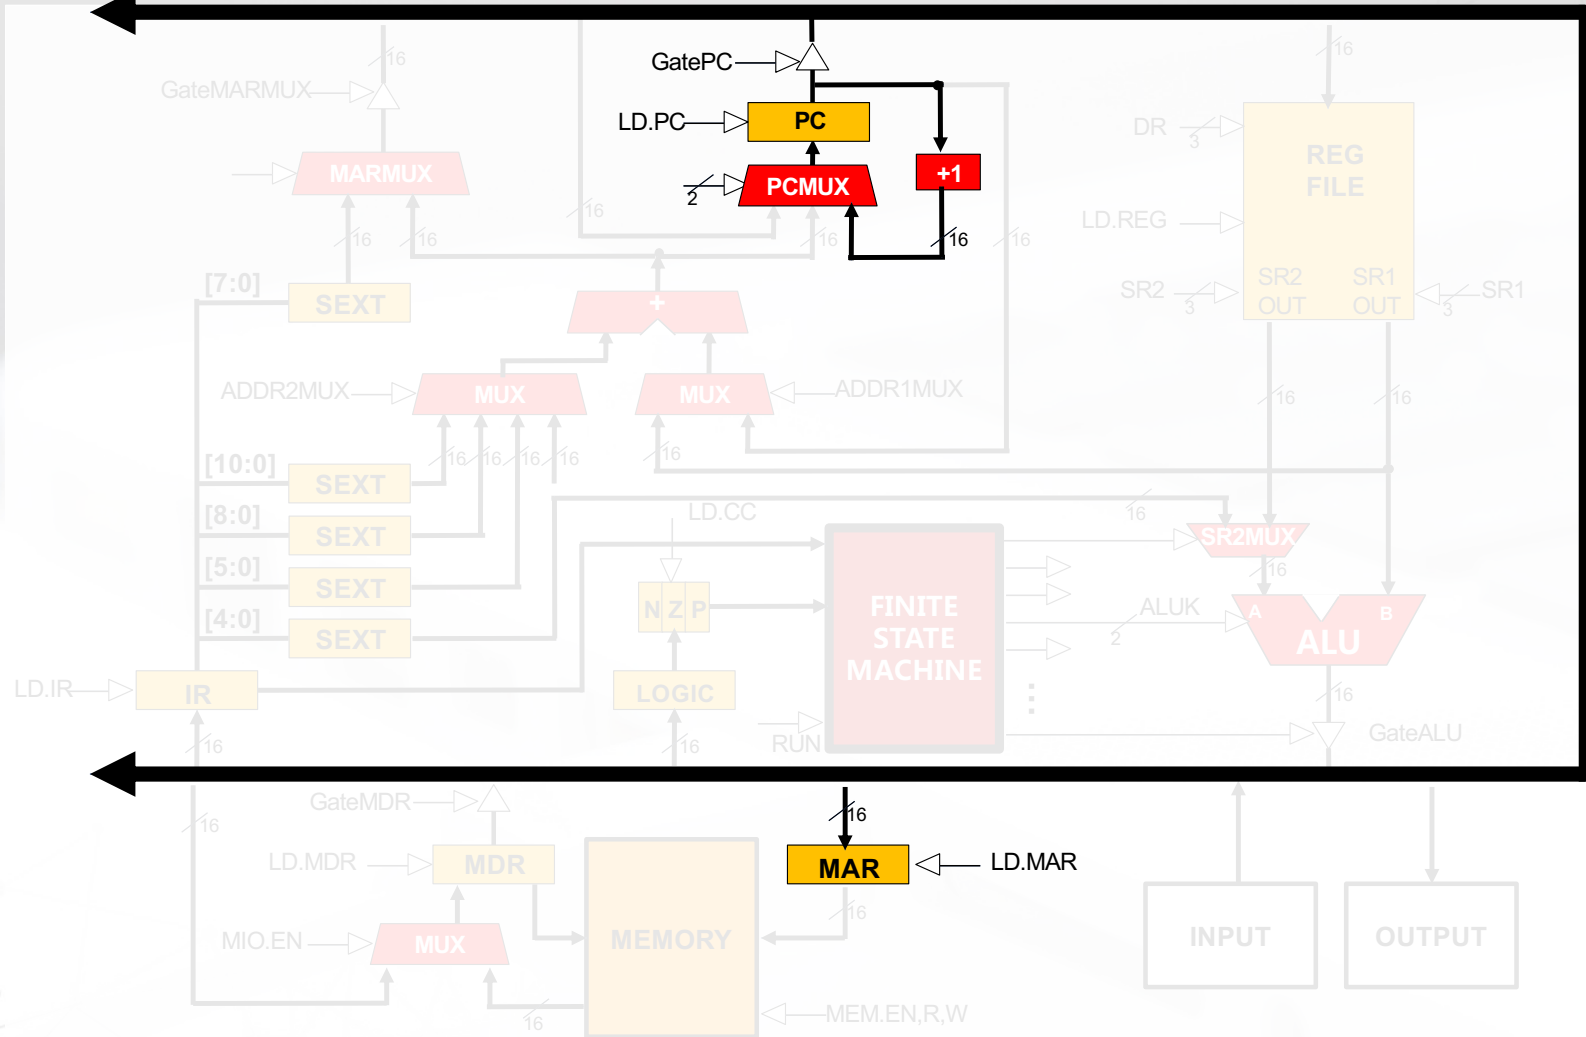 GatePC
16
16
GateMARMUX
LD.PC
PC
DR
3
REG
FILE
MARMUX
PCMUX
2
+1
16
16
16
16
16
16
LD.REG
[7:0]
SEXT
+
SR2
3
SR2
OUT
SR1
OUT
3
SR1
ADDR2MUX
MUX
MUX
ADDR1MUX
16
16
16
16
16
16
16
[10:0]
SEXT
[8:0]
SEXT
LD.CC
16
SR2MUX
[5:0]
SEXT
16
[4:0]
SEXT
N Z P
FINITE
STATE
MACHINE
ALUK
2
A
B
ALU
LD.IR
IR
LOGIC
16
16
16
RUN
GateALU
GateMDR
16
16
LD.MDR
MDR
MAR
LD.MAR
16
MIO.EN
MUX
MEMORY
INPUT
OUTPUT
16
MEM.EN,R,W